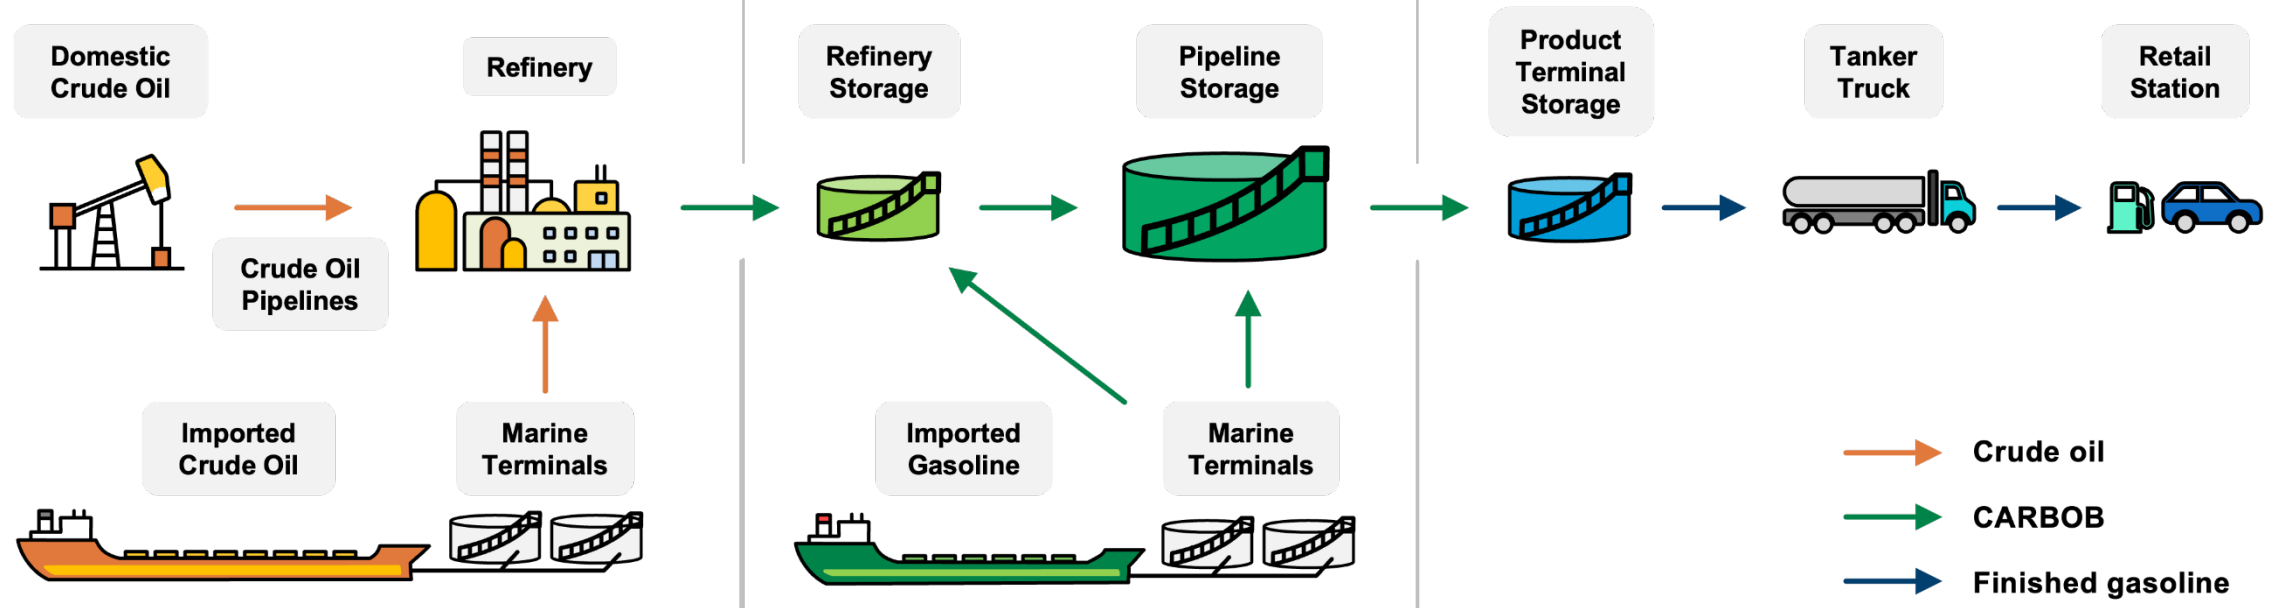 Domestic
Crude Oil
Refinery
Refinery
Storage
Pipeline
Storage
Product
Terminal
Storage
Tanker
Truck
Retail
Station
Crude Oil
Pipelines
Imported
Crude Oil
Marine
Terminals
Imported
Gasoline
Marine
Terminals
Crude oil
CARBOB
Finished gasoline